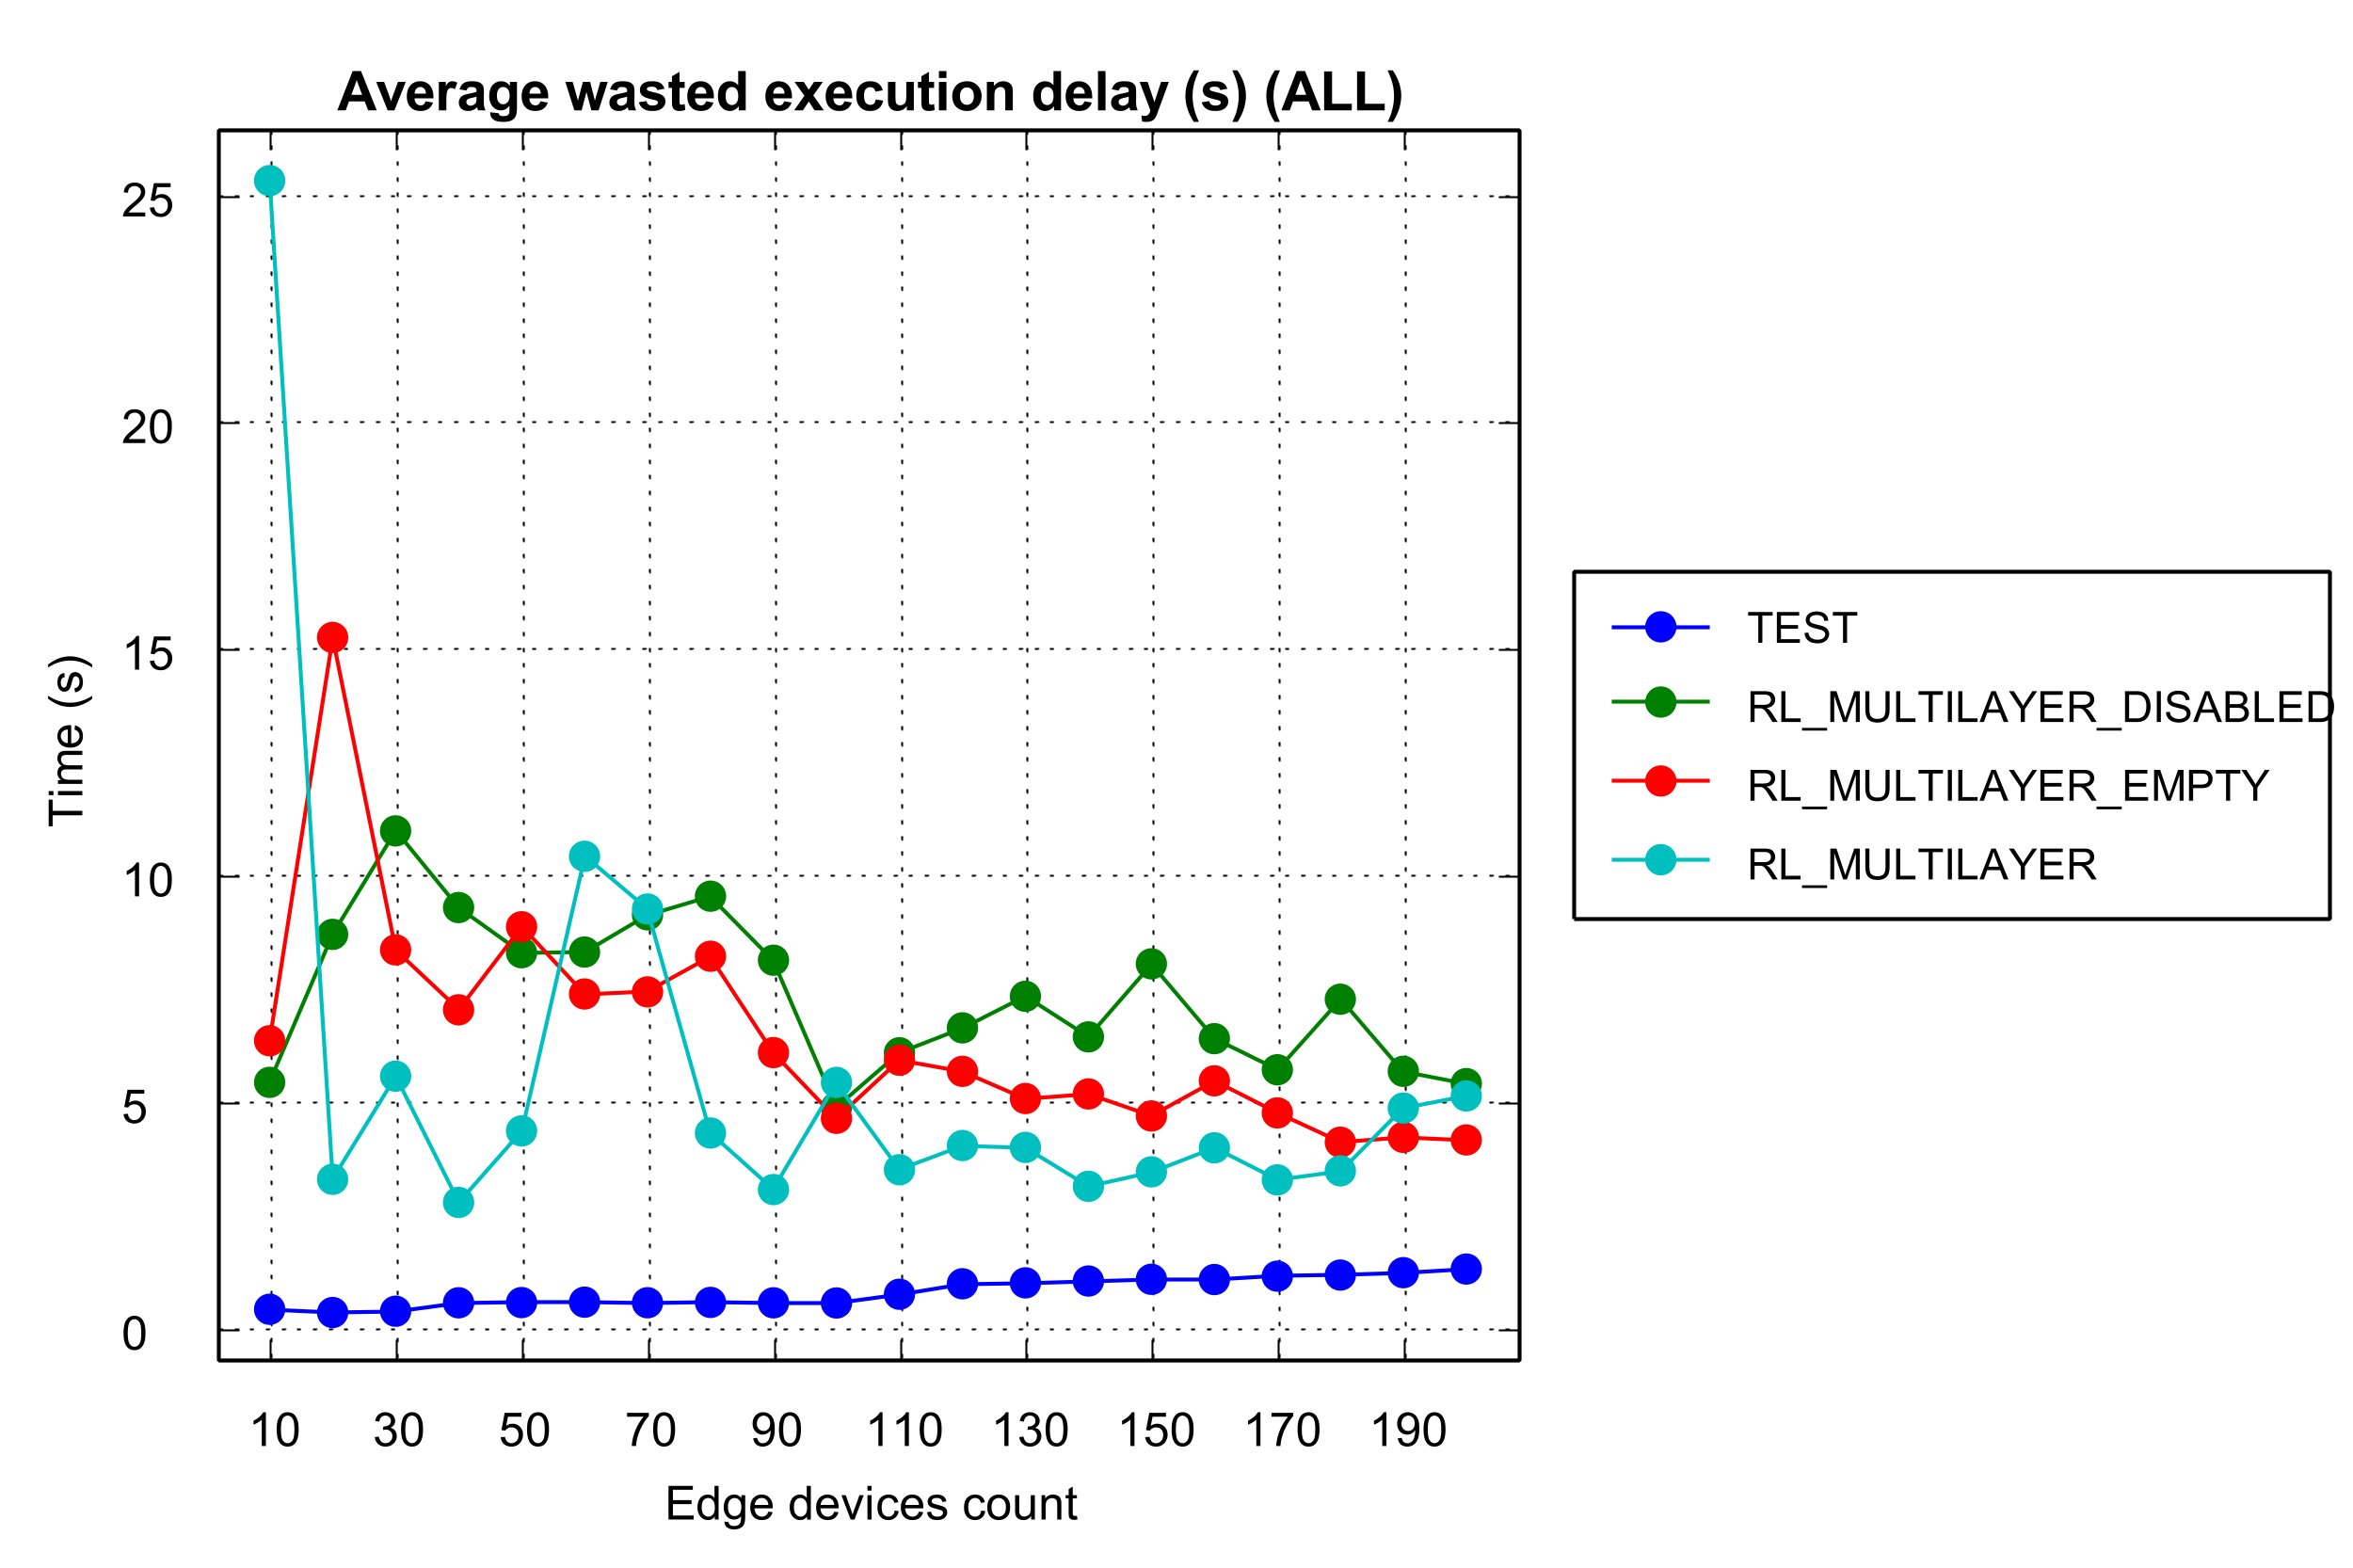 Average wasted execution delay (s) (ALL)
25
20
15
10
5
0
Time (s)
10 30 50 70 90 110 130 150 170 190
Edge devices count
TEST
RL_MULTILAYER_DISABLED
RL_MULTILAYER_EMPTY
RL_MULTILAYER